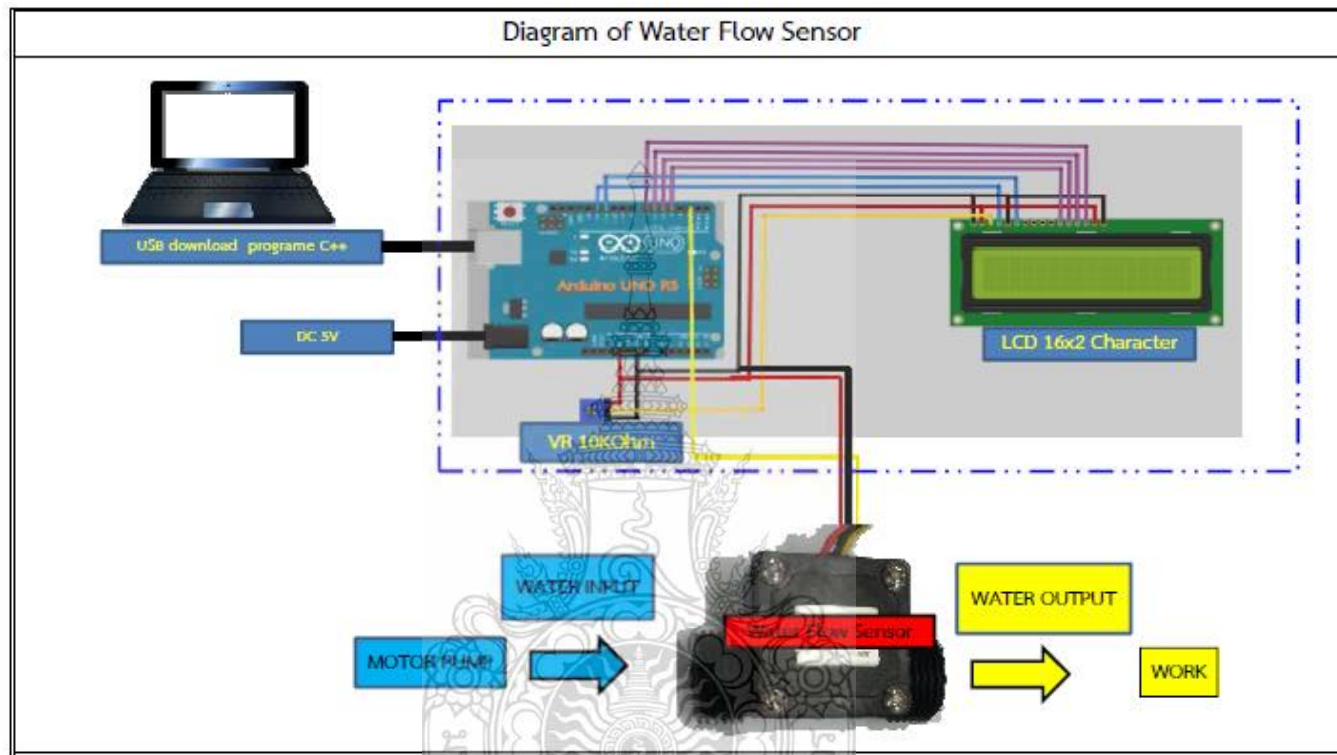 Diagram of Water Flow Sensor
USB download programe C++
UNO
Arduino UNO R3
DC 5V
LCD 16x2 Character
VR 10KOhm
WATER INPUT
WATER OUTPUT
Water Flow Sensor
MOTOR PUMP
WORK